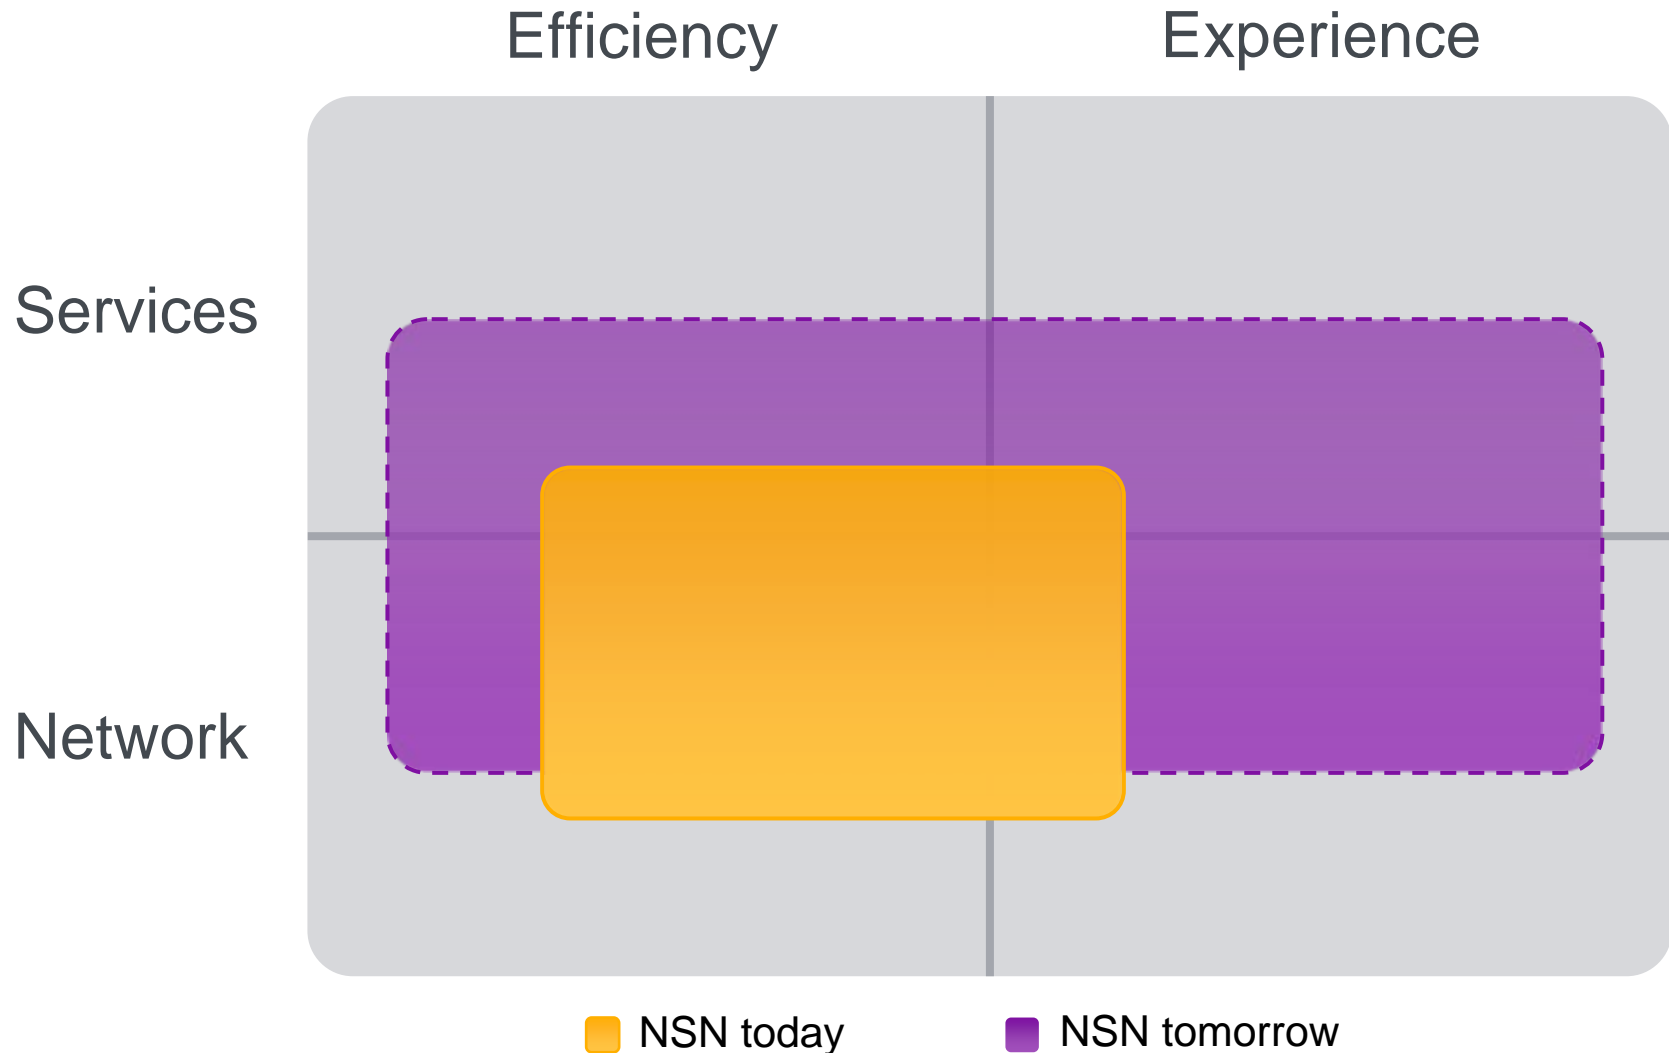 Efficiency
Experience
Services
Network
NSN today
NSN tomorrow